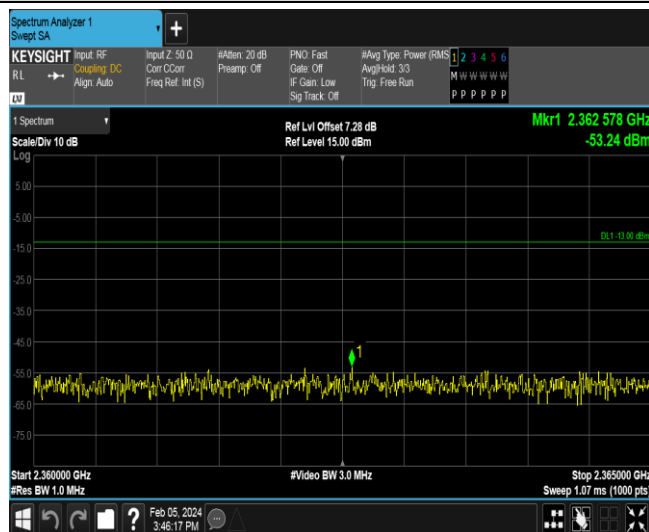 Spectrum Analyzer 1
Swept SA
+
KEYSIGHT
RL
LXI
Input: RF
Coupling: DC
Align: Auto
Input Z: 50 Ω
Corr CCorr
Freq Ref: Int (S)
#Atten: 20 dB
Preamp: Off
PNO: Fast
Gate: Off
IF Gain: Low
Sig Track: Off
#Avg Type: Power (RMS
Avg|Hold: 3/3
Trig: Free Run
1 2 3 4 5 6
M W W W W W
P P P P P P
1 Spectrum
Scale/Div 10 dB
Log
Ref Lvl Offset 7.28 dB
Ref Level 15.00 dBm
Mkr1 2.362 578 GHz
-53.24 dBm
5.00
-5.00
DL1 -13.00 dBm
-15.0
-25.0
-35.0
-45.0
1
-55.0
-65.0
-75.0
Start 2.360000 GHz
#Res BW 1.0 MHz
#Video BW 3.0 MHz
Stop 2.365000 GHz
Sweep 1.07 ms (1000 pts)
?
Feb 05, 2024
3:46:17 PM